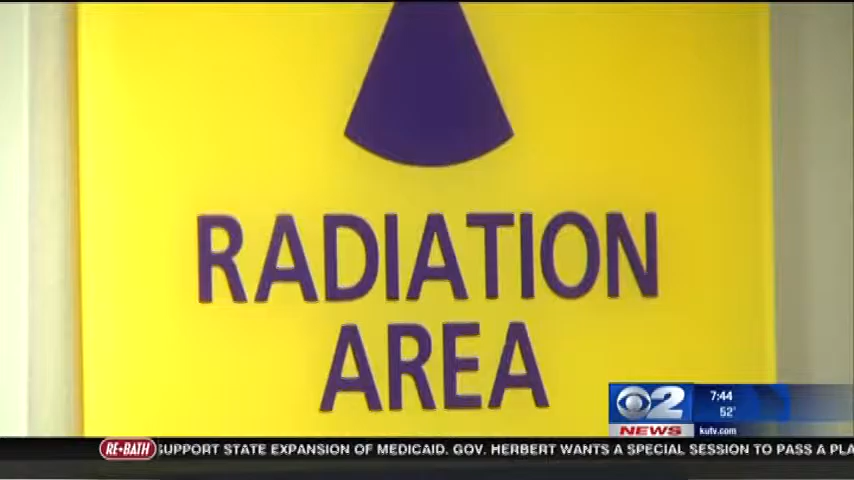 RADIATION
AREA
2
7:44
52°
NEWS
kutv.com
RE·BATH
SUPPORT STATE EXPANSION OF MEDICAID. GOV. HERBERT WANTS A SPECIAL SESSION TO PASS A PLA